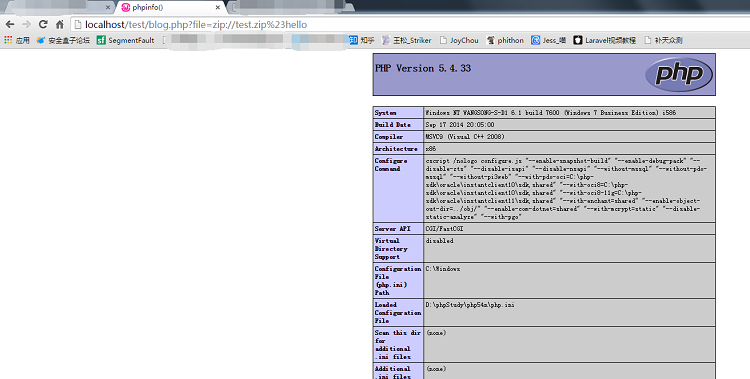 phpinfo()
localhost/test/blog.php?file=zip://test.zip%23hello
应用 安全盒子论坛 SegmentFault 知乎 王松_Striker JoyChou phithon Jess_喵 Laravel视频教程 补天众测
PHP Version 5.4.33
php
System Windows NT WANGSONG-S-D1 6.1 build 7600 (Windows 7 Business Edition) i586
Build Date Sep 17 2014 20:05:00
Compiler MSVC9 (Visual C++ 2008)
Architecture x86
Configure Command cscript /nologo configure.js "--enable-snapshot-build" "--enable-debug-pack" "--
disable-zts" "--disable-isapi" "--disable-nsapi" "--without-mssql" "--without-pdo-
mssql" "--without-pi3web" "--with-pdo-oci=C:\php-
sdk\oracle\instantclient10\sdk,shared" "--with-oci8=C:\php-
sdk\oracle\instantclient10\sdk,shared" "--with-oci8-11g=C:\php-
sdk\oracle\instantclient11\sdk,shared" "--with-enchant=shared" "--enable-object-
out-dir=../obj/" "--enable-com-dotnet=shared" "--with-mcrypt=static" "--disable-
static-analyze" "--with-pgo"
Server API CGI/FastCGI
Virtual Directory Support disabled
Configuration File (php.ini) Path C:\Windows
Loaded Configuration File D:\phpStudy\php54n\php.ini
Scan this dir for additional .ini files (none)
Additional .ini files (none)